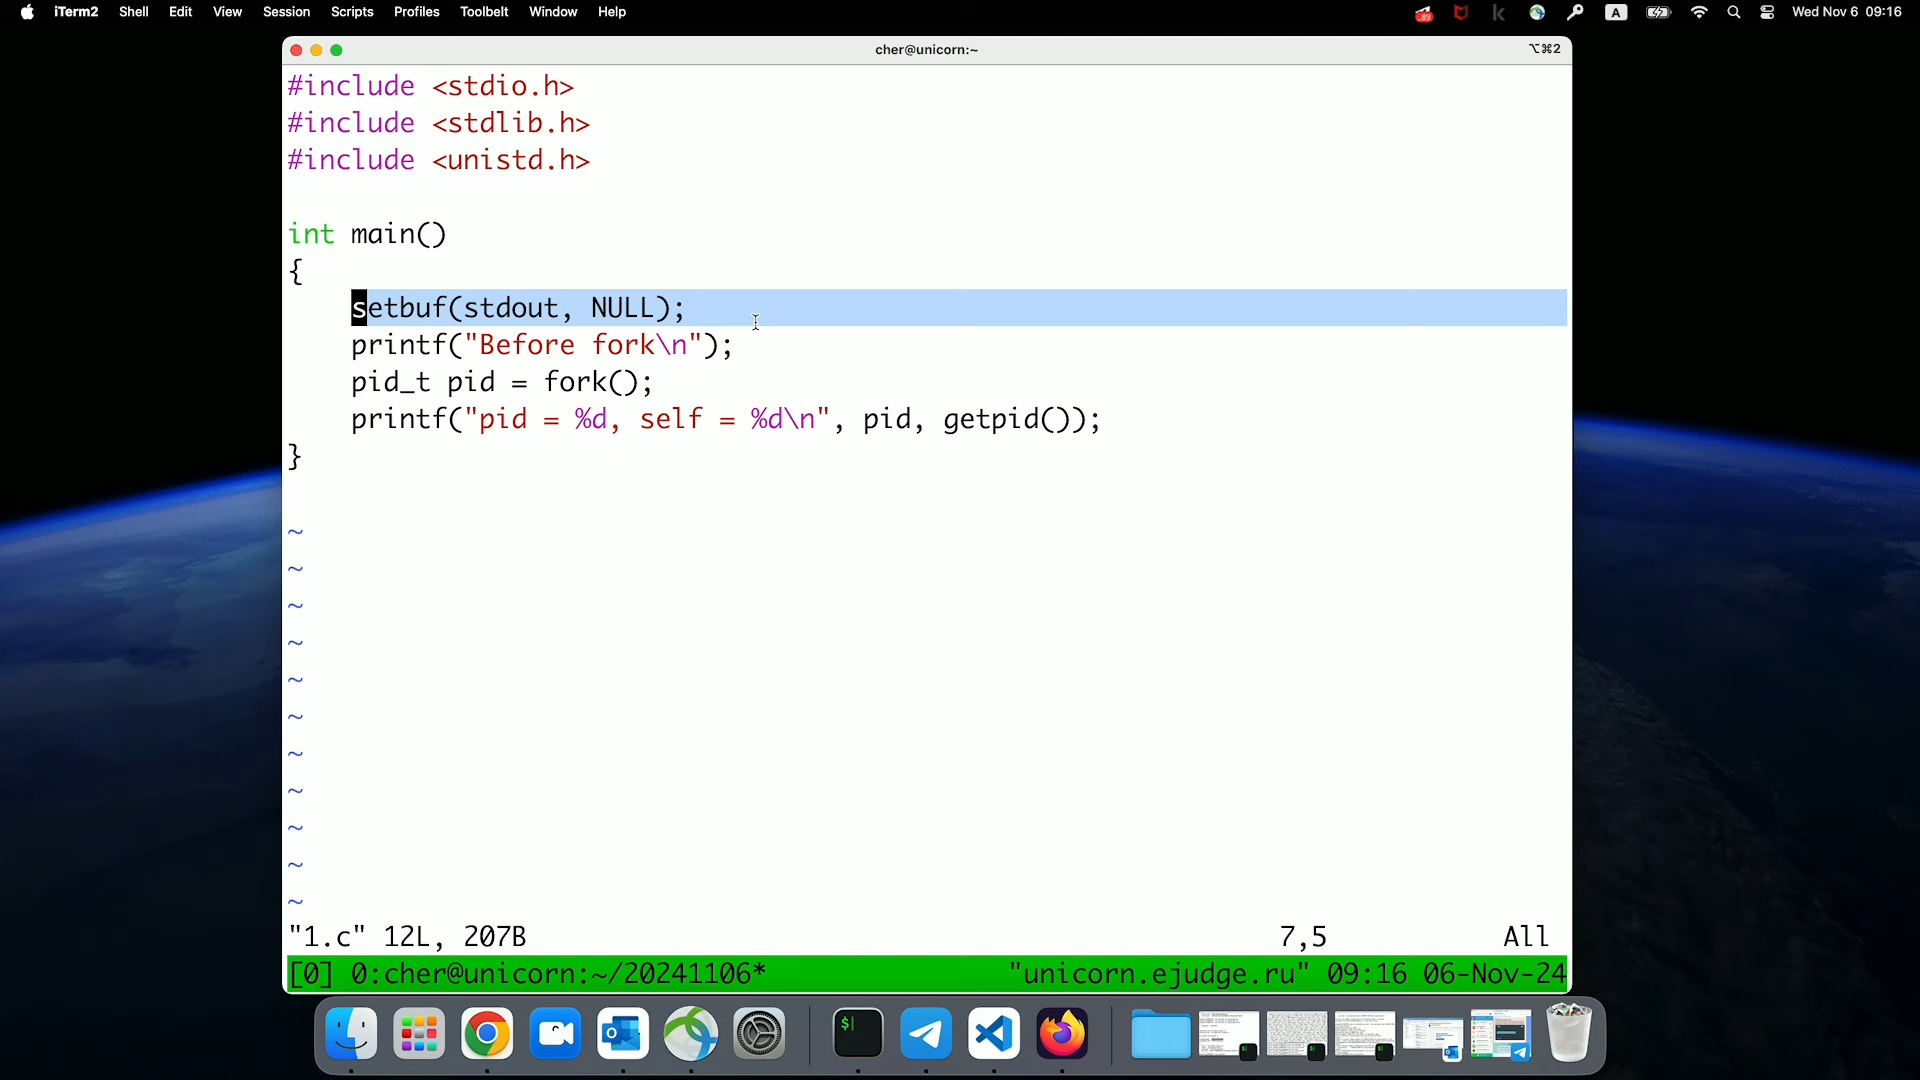 iTerm2 Shell Edit View Session Scripts Profiles Toolbelt Window Help A Wed Nov 6 09:16
cher@unicorn:~ ⌥⌘2
#include <stdio.h>
#include <stdlib.h>
#include <unistd.h>
int main()
{
setbuf(stdout, NULL);
printf("Before fork\n");
pid_t pid = fork();
printf("pid = %d, self = %d\n", pid, getpid());
}
~
~
~
~
~
~
~
~
~
~
~
"1.c" 12L, 207B 7,5 All
[0] 0:cher@unicorn:~/20241106* "unicorn.ejudge.ru" 09:16 06-Nov-24